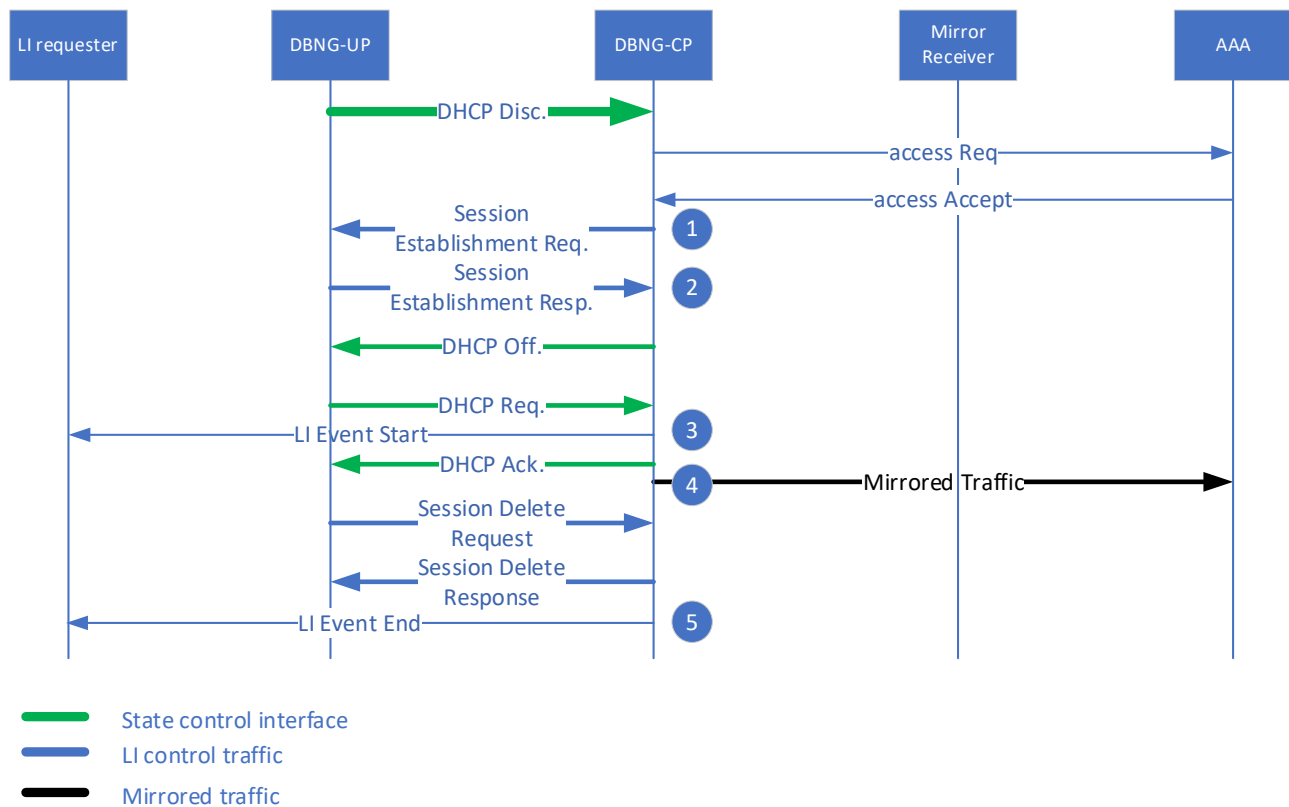 LI requester
DBNG-UP
DBNG-CP
Mirror
Receiver
AAA
DHCP Disc.
access Req
access Accept
Session
Establishment Req.
1
Session
Establishment Resp.
2
DHCP Off.
DHCP Req.
LI Event Start
3
DHCP Ack.
4
Mirrored Traffic
Session Delete
Request
Session Delete
Response
LI Event End
5
State control interface
LI control traffic
Mirrored traffic